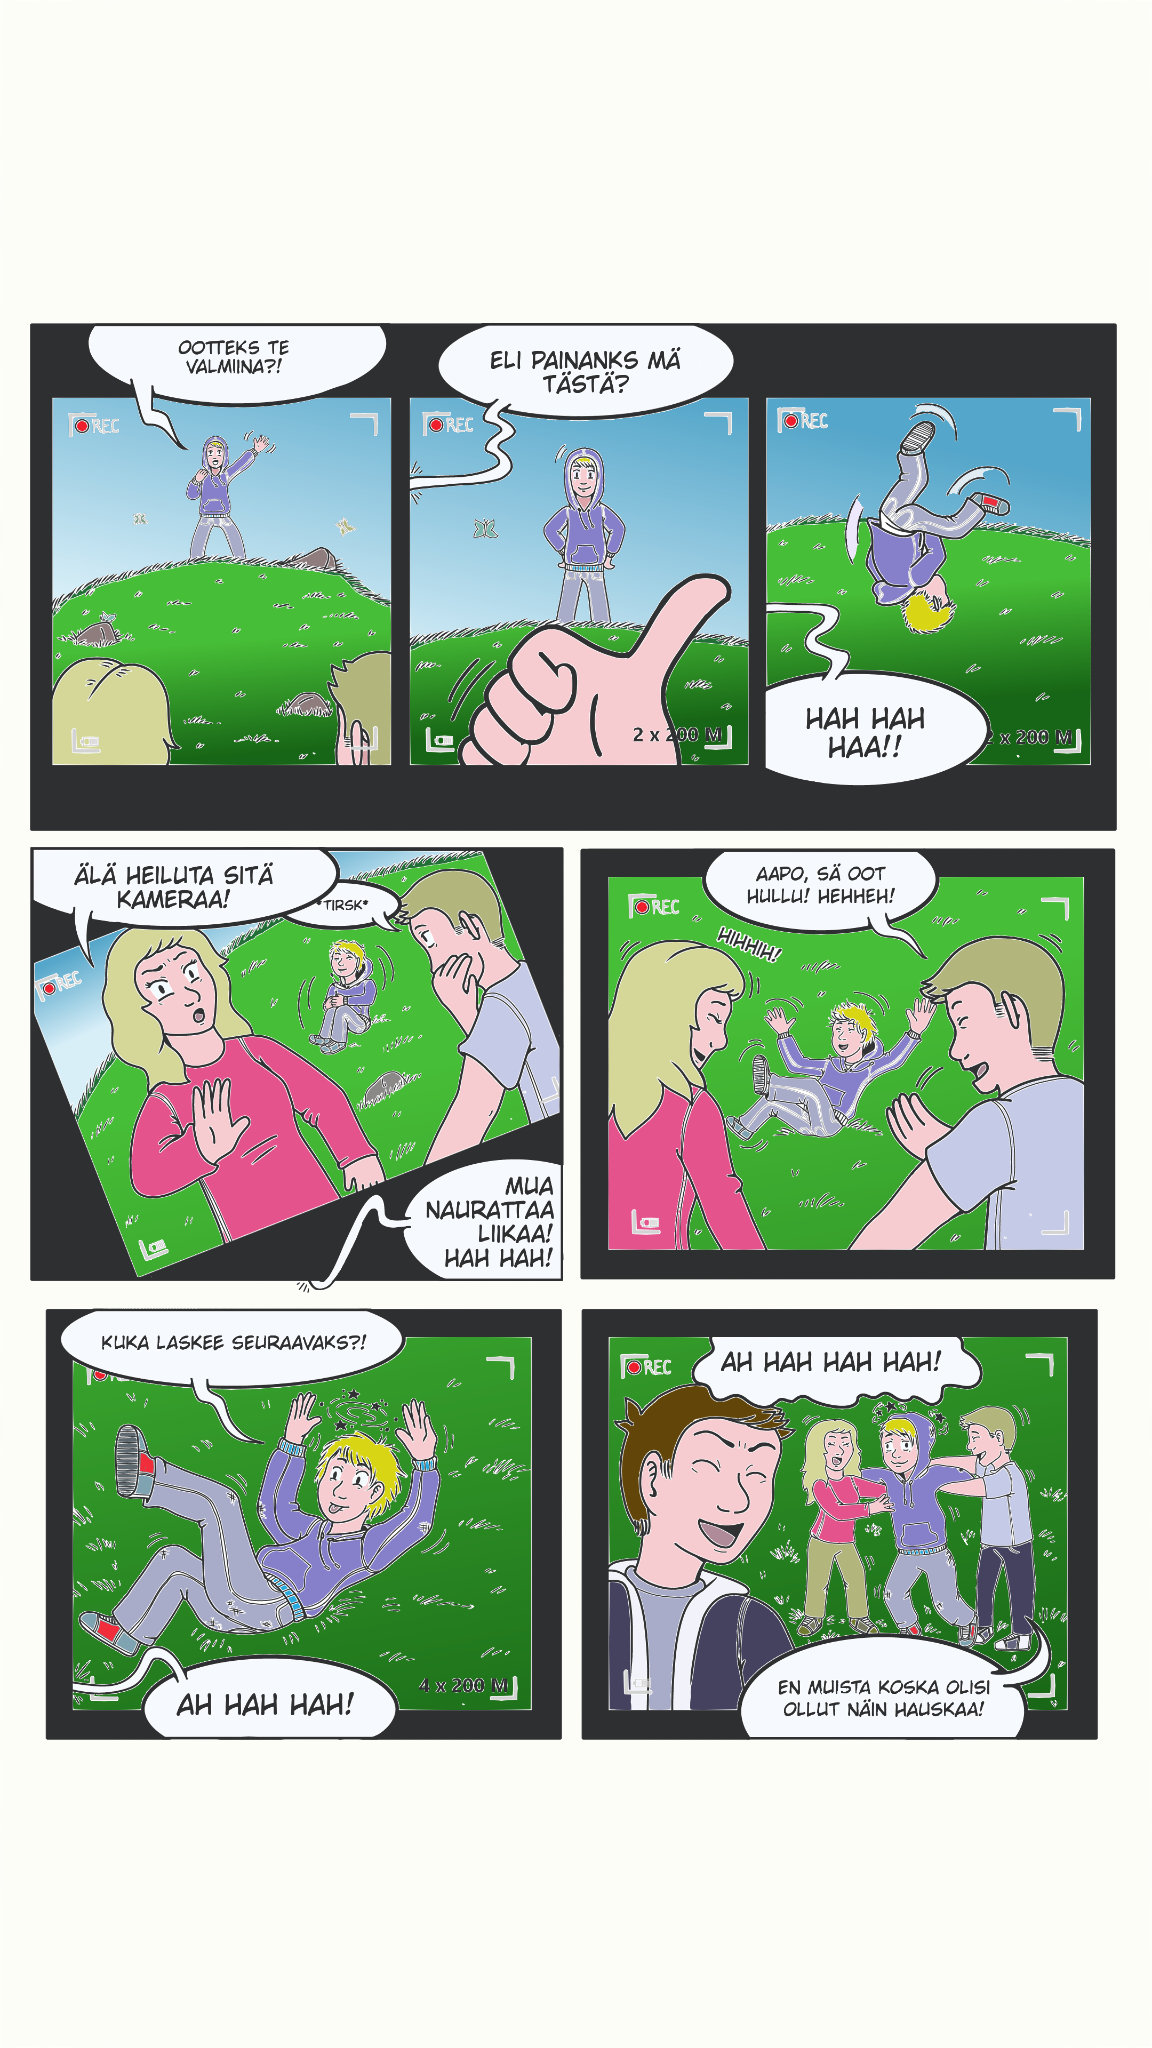 OOTTEKS TE
VALMIINA?!
REC
ELI PAINANKS MÄ
TÄSTÄ?
REC
2 x 200 M
REC
HAH HAH
HAA!!
2 x 200 M
ÄLÄ HEILUTA SITÄ
KAMERAA!
*TIRSK*
REC
MUA
NAURATTAA
LIIKAA!
HAH HAH!
AAPO, SÄ OOT
HULLU! HEHHEH!
REC
HIHHIH!
KUKA LASKEE SEURAAVAKS?!
AH HAH HAH!
4 x 200 M
REC
AH HAH HAH HAH!
EN MUISTA KOSKA OLISI
OLLUT NÄIN HAUSKAA!